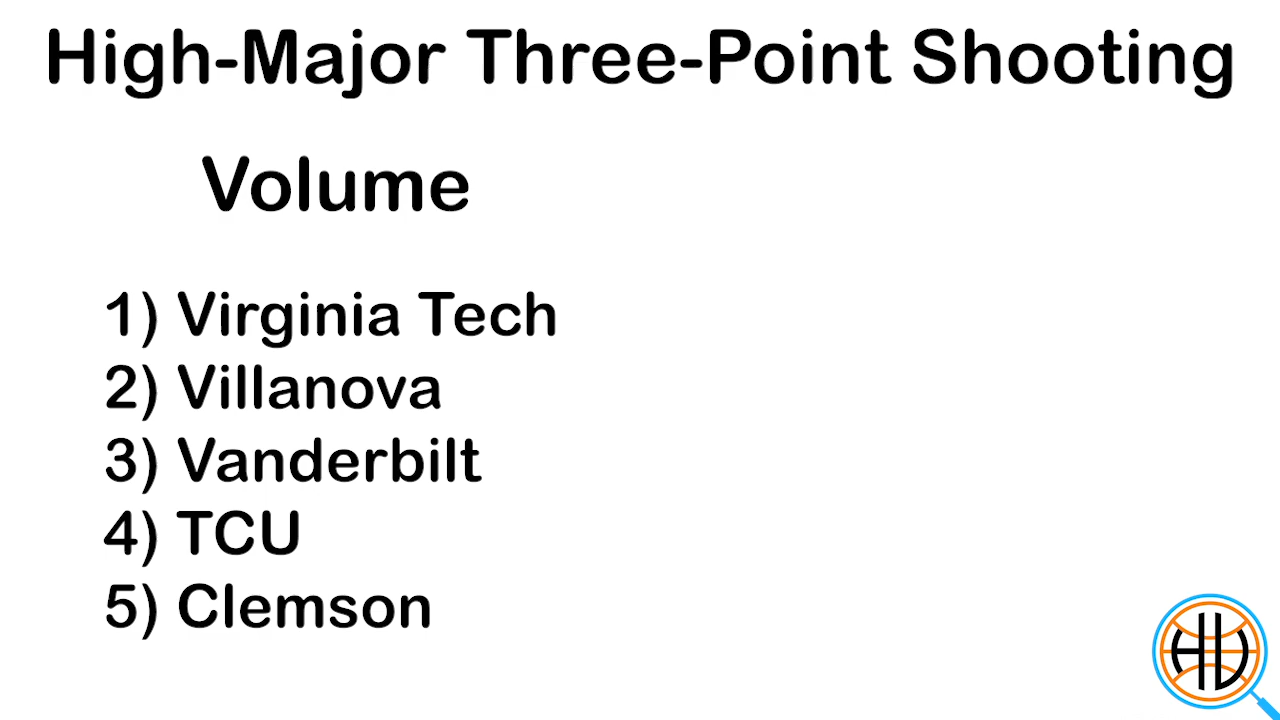 High-Major Three-Point Shooting
Volume
1) Virginia Tech
2) Villanova
3) Vanderbilt
4) TCU
5) Clemson